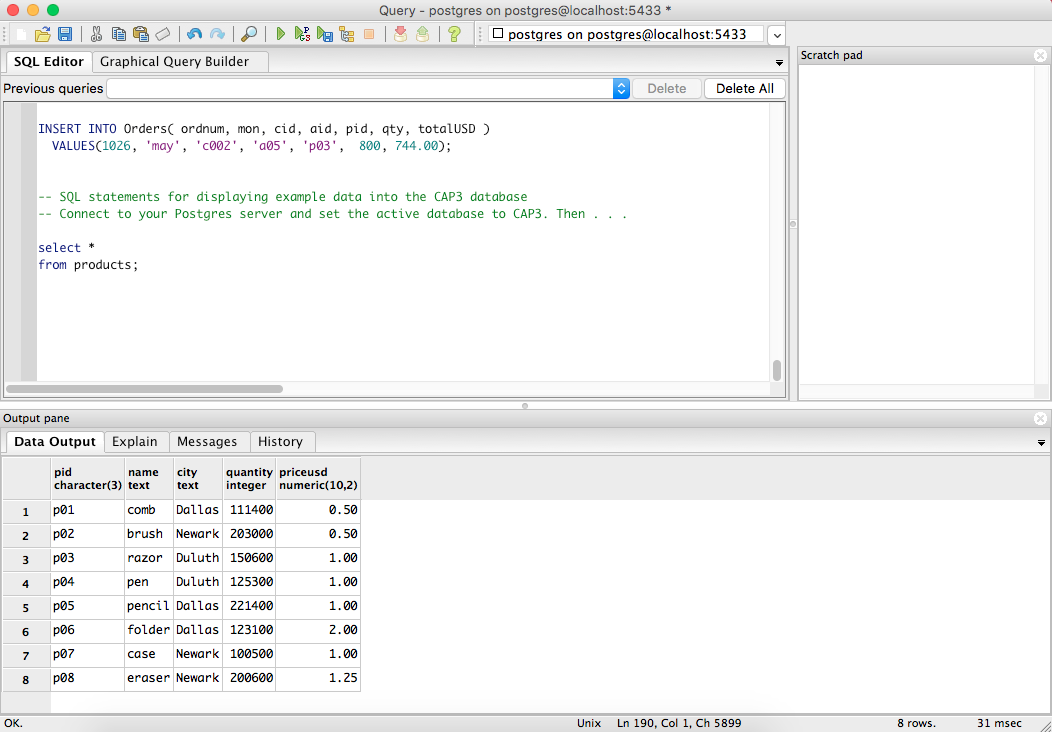 Query - postgres on postgres@localhost:5433 *
postgres on postgres@localhost:5433
SQL Editor Graphical Query Builder
Scratch pad
Previous queries Delete Delete All
INSERT INTO Orders( ordnum, mon, cid, aid, pid, qty, totalUSD )
VALUES(1026, 'may', 'c002', 'a05', 'p03',  800, 744.00);
-- SQL statements for displaying example data into the CAP3 database
-- Connect to your Postgres server and set the active database to CAP3. Then . . .
select *
from products;
Output pane
Data Output Explain Messages History
pid name city quantity priceusd
character(3) text text integer numeric(10,2)
1 p01 comb Dallas 111400 0.50
2 p02 brush Newark 203000 0.50
3 p03 razor Duluth 150600 1.00
4 p04 pen Duluth 125300 1.00
5 p05 pencil Dallas 221400 1.00
6 p06 folder Dallas 123100 2.00
7 p07 case Newark 100500 1.00
8 p08 eraser Newark 200600 1.25
OK. Unix Ln 190, Col 1, Ch 5899 8 rows. 31 msec